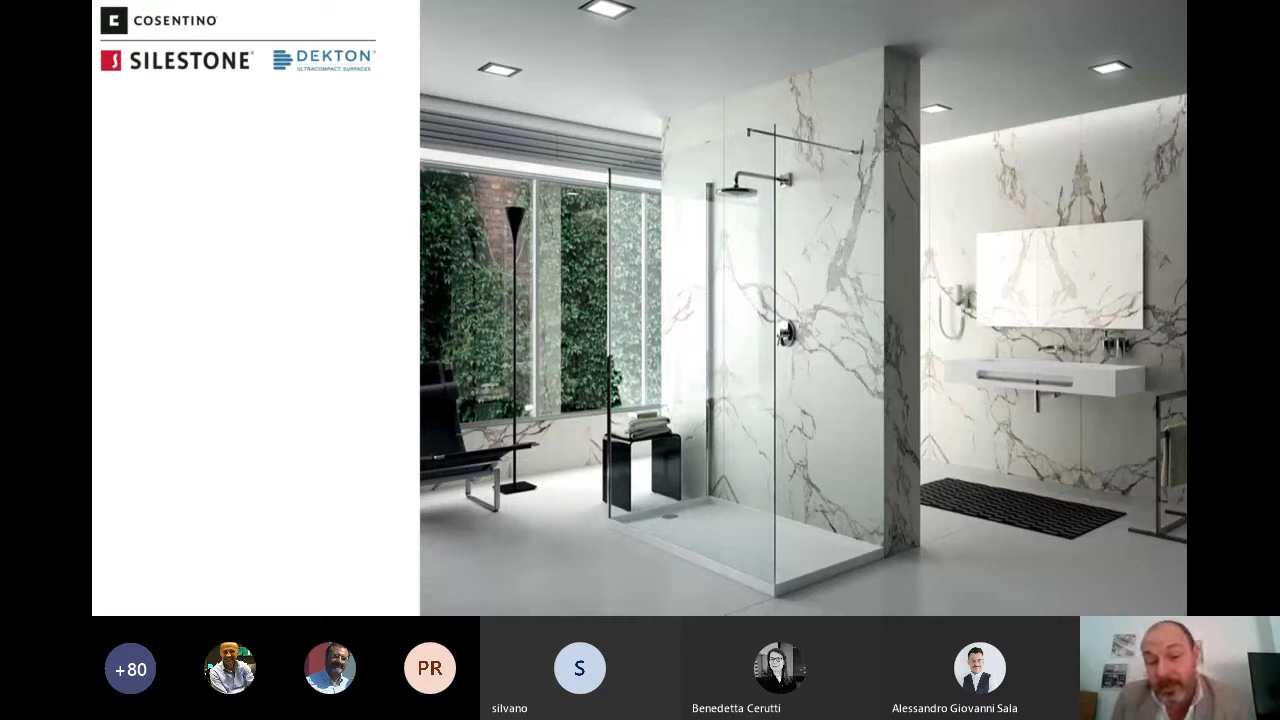 COSENTINO
SILESTONE
DEKTON
ULTRACOMPACT SURFACES
+80
PR
S
silvano
Benedetta Cerutti
Alessandro Giovanni Sala